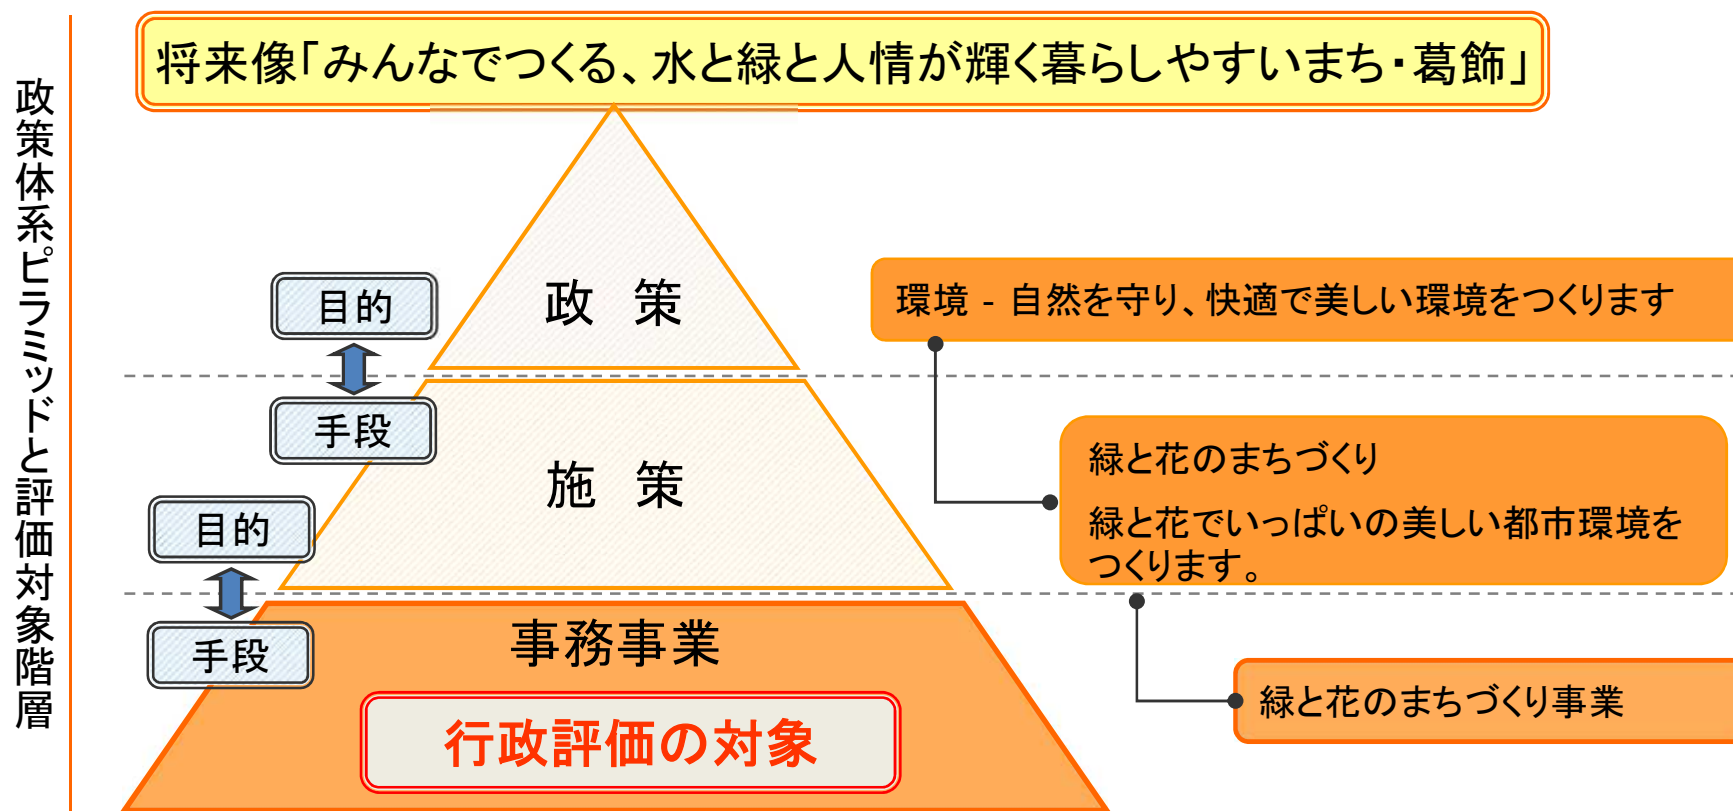 政策体系ピラミッドと評価対象階層
将来像「みんなでつくる、水と緑と人情が輝く暮らしやすいまち・葛飾」
目的
政 策
環境 - 自然を守り、快適で美しい環境をつくります
手段
施 策
緑と花のまちづくり
緑と花でいっぱいの美しい都市環境を
つくります。
目的
手段
事務事業
緑と花のまちづくり事業
行政評価の対象